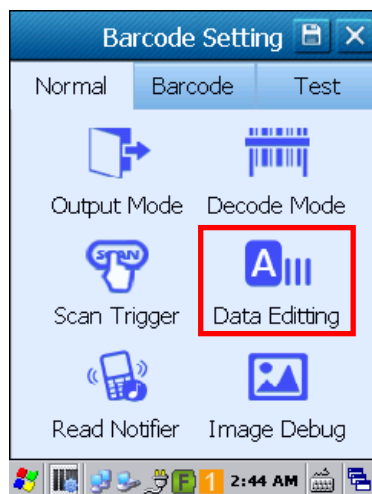 Barcode Setting
Normal Barcode Test
Output Mode Decode Mode
SCAN
A
Scan Trigger Data Editting
Read Notifier Image Debug
F 1 2:44 AM